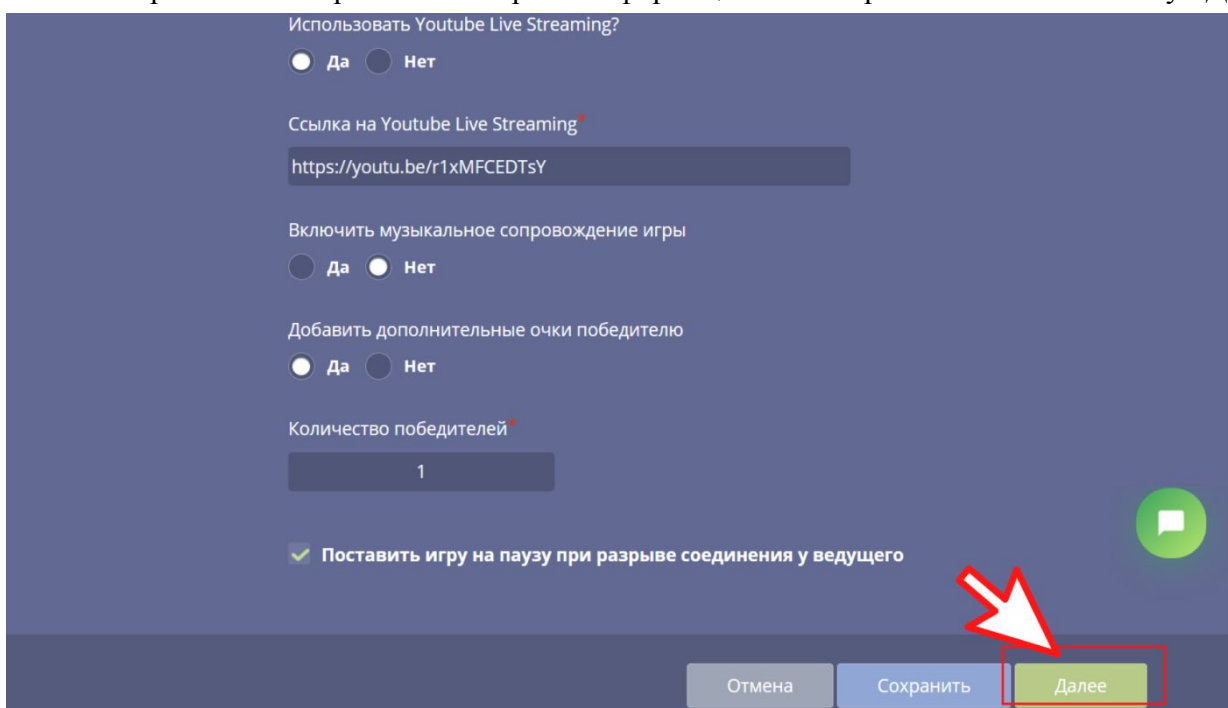 Использовать Youtube Live Streaming?
Да Нет
Ссылка на Youtube Live Streaming*
https://youtu.be/r1xMFCEDTsY
Включить музыкальное сопровождение игры
Да Нет
Добавить дополнительные очки победителю
Да Нет
Количество победителей*
1
Поставить игру на паузу при разрыве соединения у ведущего
Отмена Сохранить Далее